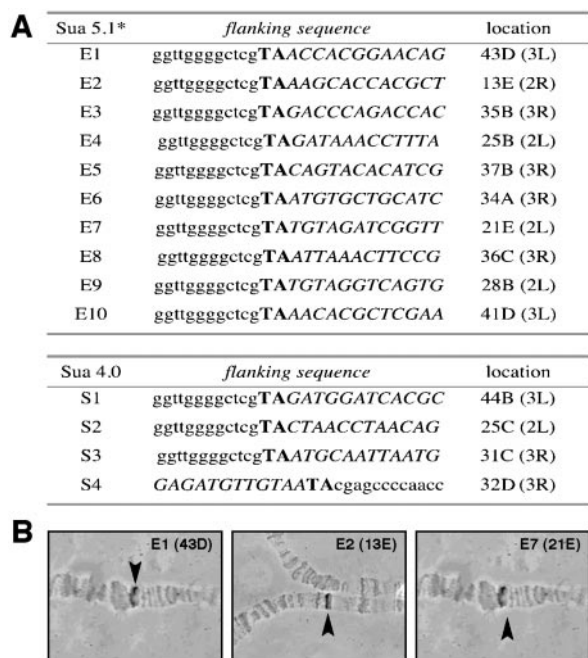 A
Sua 5.1* flanking sequence location
E1 ggttggggctcgTAACCACGGAACAG 43D (3L)
E2 ggttggggctcgTAAAGCACCACGCT 13E (2R)
E3 ggttggggctcgTAGACCCAGACCAC 35B (3R)
E4 ggttggggctcgTAGATAAACCTTTA 25B (2L)
E5 ggttggggctcgTACAGTACACATCG 37B (3R)
E6 ggttggggctcgTAATGTGCTGCATC 34A (3R)
E7 ggttggggctcgTATGTAGATCGGTT 21E (2L)
E8 ggttggggctcgTAATTAAACTTCCG 36C (3R)
E9 ggttggggctcgTATGTAGGTCAGTG 28B (2L)
E10 ggttggggctcgTAAACACGCTCGAA 41D (3L)
Sua 4.0 flanking sequence location
S1 ggttggggctcgTAGATGGATCACGC 44B (3L)
S2 ggttggggctcgTACTAACCTAACAG 25C (2L)
S3 ggttggggctcgTAATGCAATTAATG 31C (3R)
S4 GAGATGTTGTAATAcgagccccaacc 32D (3R)
B
E1 (43D) E2 (13E) E7 (21E)